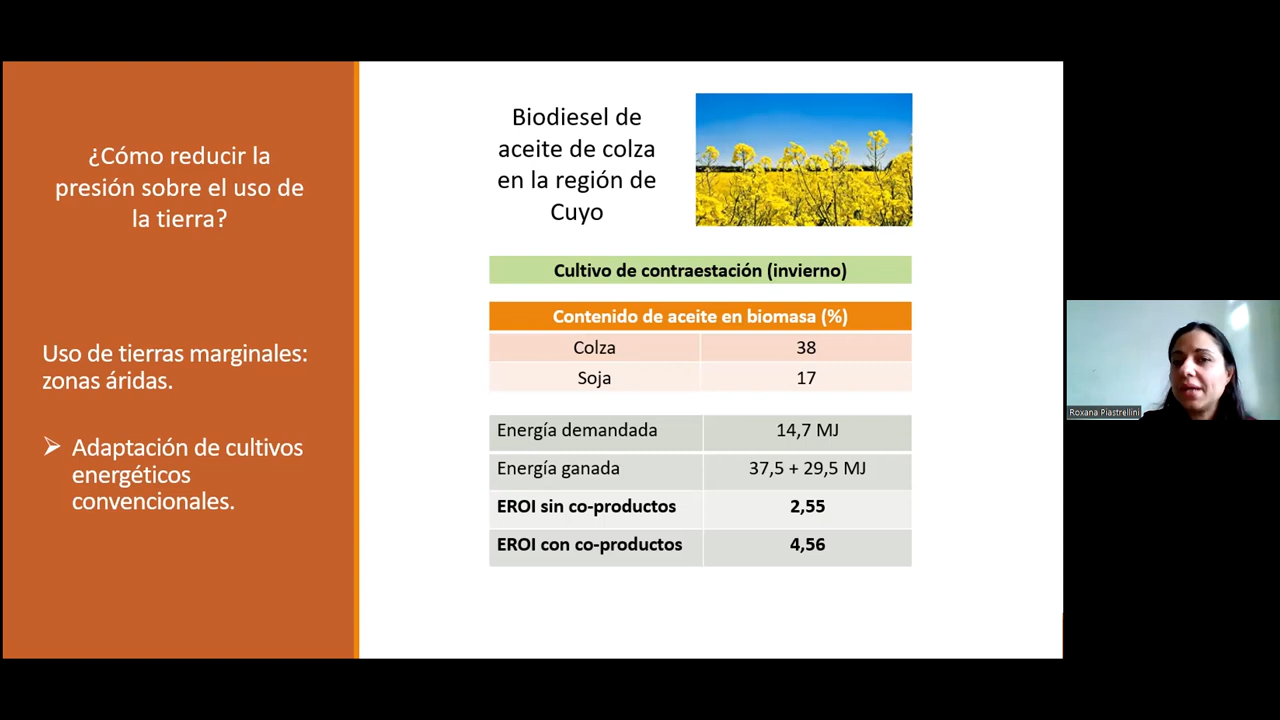 ¿Cómo reducir la
presión sobre el uso de
la tierra?
Uso de tierras marginales:
zonas áridas.
➢ Adaptación de cultivos
energéticos
convencionales.
Biodiesel de
aceite de colza
en la región de
Cuyo
Cultivo de contraestación (invierno)
Contenido de aceite en biomasa (%)
Colza 38
Soja 17
Energía demandada 14,7 MJ
Energía ganada 37,5 + 29,5 MJ
EROI sin co-productos 2,55
EROI con co-productos 4,56
Roxana Piastrellini